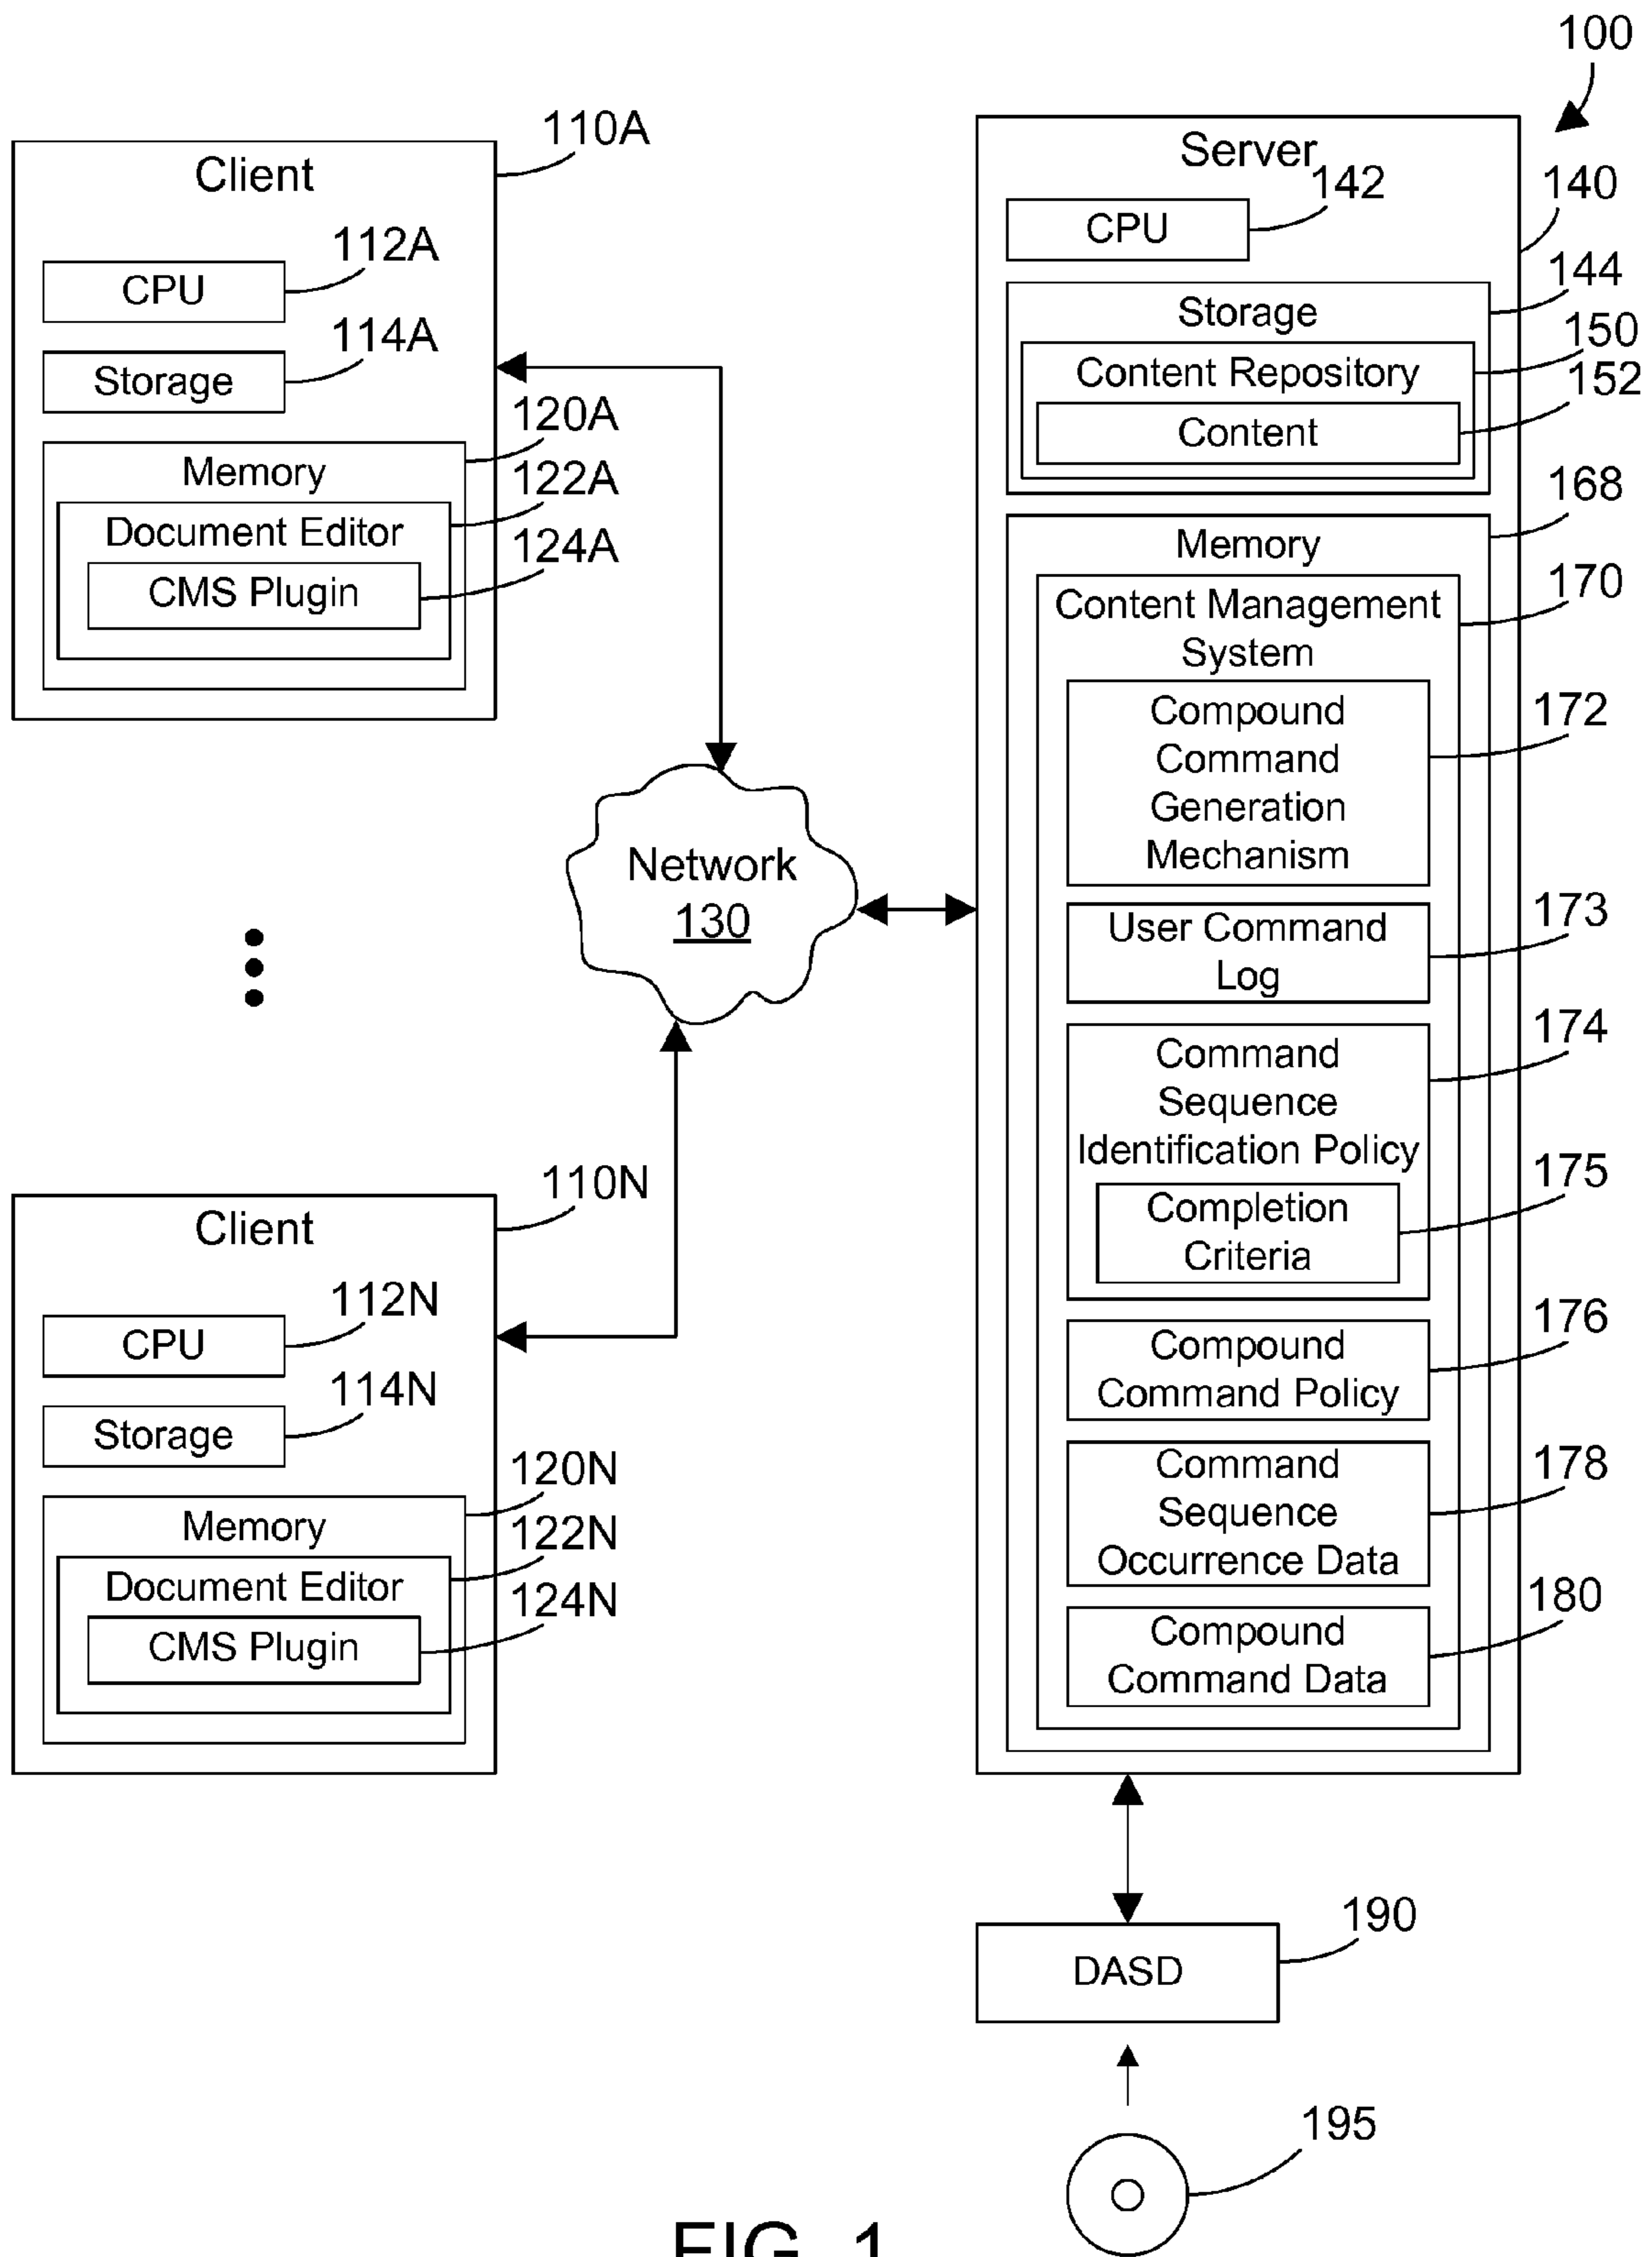 100
110A
Client
112A
CPU
114A
Storage
120A
Memory
122A
Document Editor
124A
CMS Plugin
Server
142
140
CPU
144
Storage
150
Content Repository
152
Content
168
Memory
170
Content Management
System
172
Compound
Command
Generation
Mechanism
173
User Command
Log
174
Command
Sequence
Identification Policy
175
Completion
Criteria
176
Compound
Command Policy
178
Command
Sequence
Occurrence Data
180
Compound
Command Data
Network
130
110N
Client
112N
CPU
114N
Storage
120N
Memory
122N
Document Editor
124N
CMS Plugin
190
DASD
195
FIG. 1